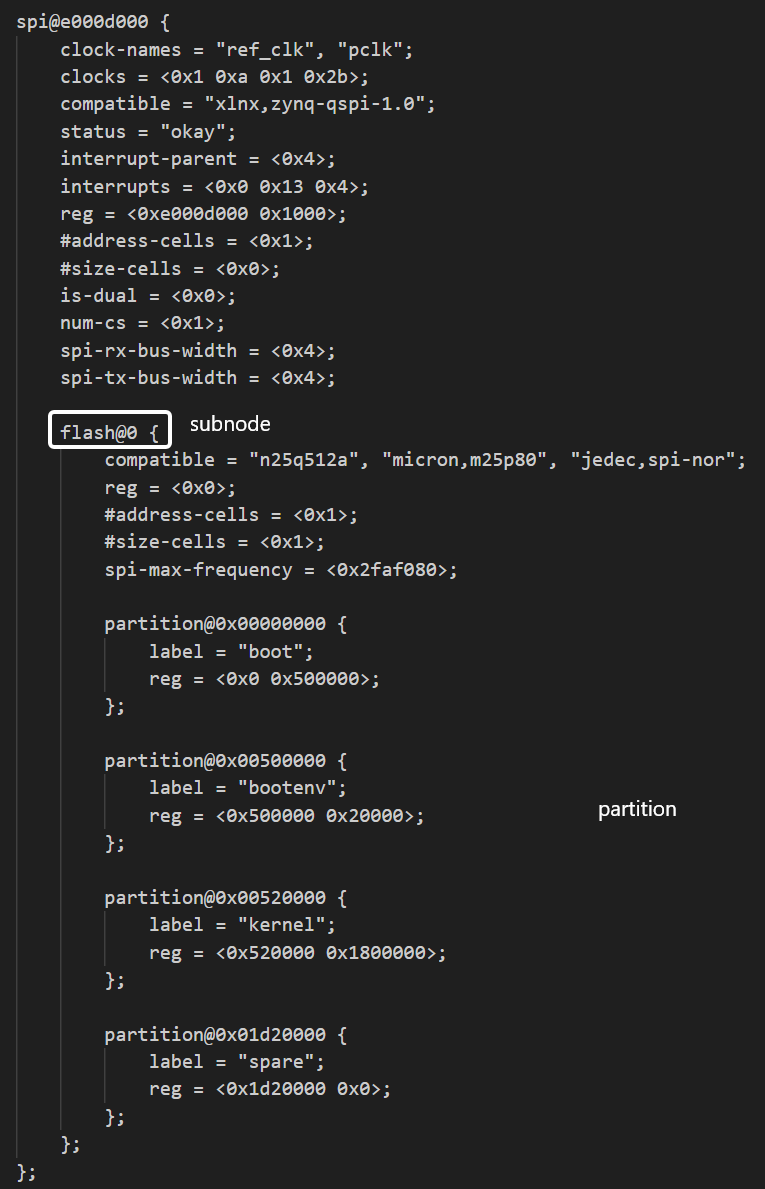 spi@e000d000 {
clock-names = "ref_clk", "pclk";
clocks = <0x1 0xa 0x1 0x2b>;
compatible = "xlnx,zynq-qspi-1.0";
status = "okay";
interrupt-parent = <0x4>;
interrupts = <0x0 0x13 0x4>;
reg = <0xe000d000 0x1000>;
#address-cells = <0x1>;
#size-cells = <0x0>;
is-dual = <0x0>;
num-cs = <0x1>;
spi-rx-bus-width = <0x4>;
spi-tx-bus-width = <0x4>;
flash@0 { subnode
compatible = "n25q512a", "micron,m25p80", "jedec,spi-nor";
reg = <0x0>;
#address-cells = <0x1>;
#size-cells = <0x1>;
spi-max-frequency = <0x2faf080>;
partition@0x00000000 {
label = "boot";
reg = <0x0 0x500000>;
};
partition@0x00500000 {
label = "bootenv";
reg = <0x500000 0x20000>;
partition
};
partition@0x00520000 {
label = "kernel";
reg = <0x520000 0x1800000>;
};
partition@0x01d20000 {
label = "spare";
reg = <0x1d20000 0x0>;
};
};
};